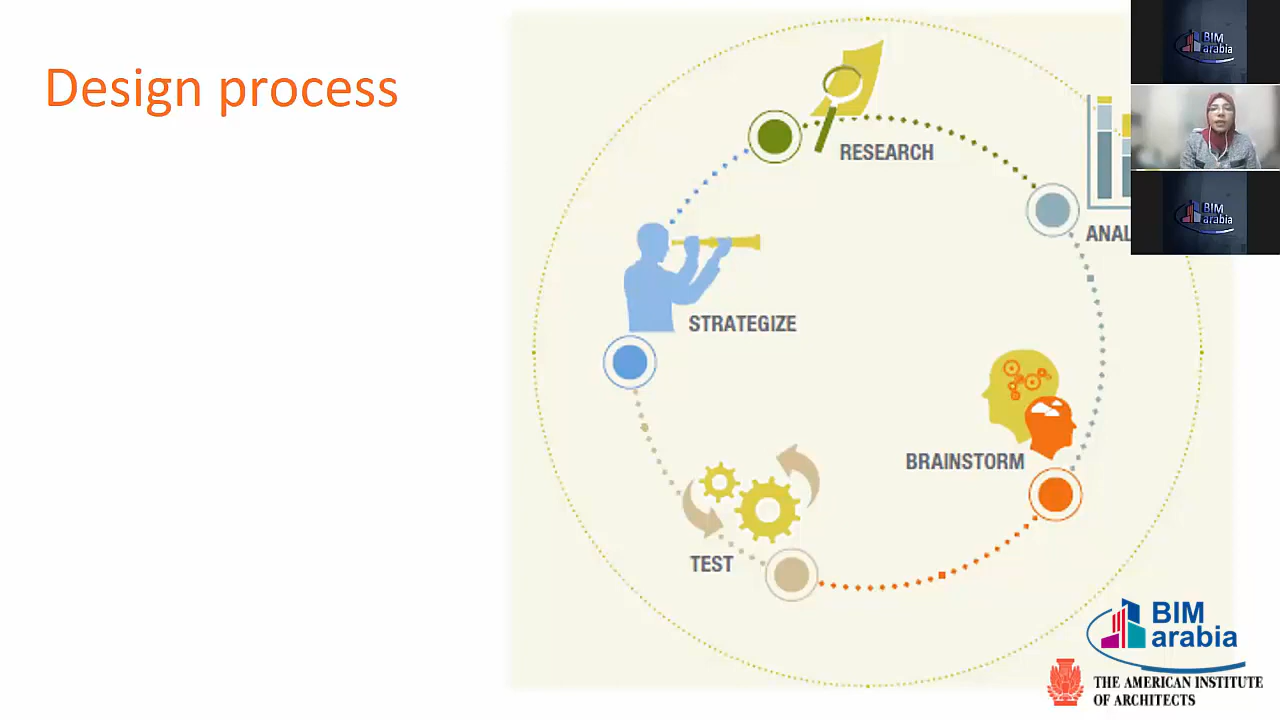 Design process
RESEARCH
ANAL
STRATEGIZE
BRAINSTORM
TEST
BIM
arabia
BIM
arabia
BIM
arabia
THE AMERICAN INSTITUTE
OF ARCHITECTS